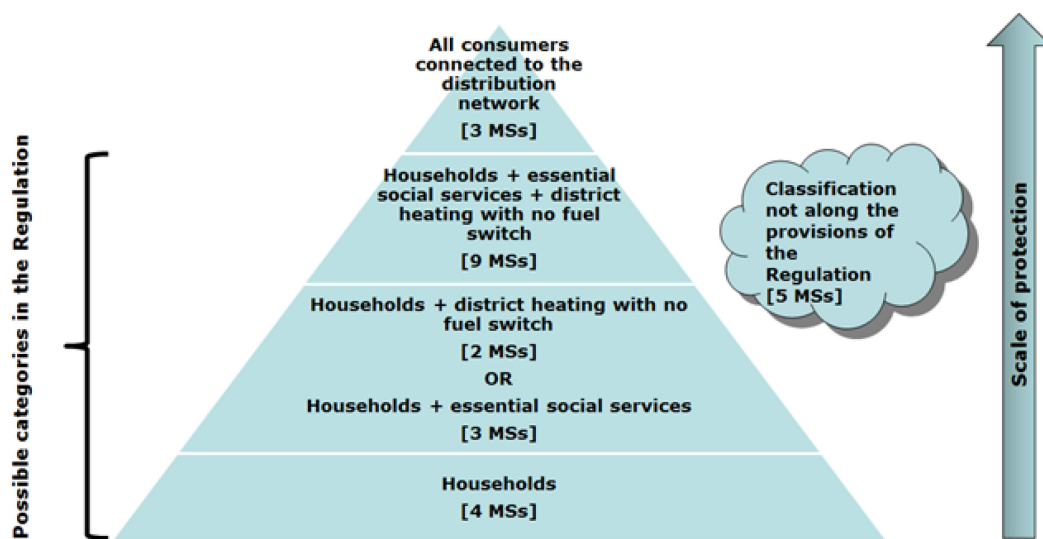 All consumers
connected to the
distribution
network
[3 MSs]
Households + essential
social services + district
heating with no fuel
switch
[9 MSs]
Households + district heating with no
fuel switch
[2 MSs]
OR
Households + essential social services
[3 MSs]
Households
[4 MSs]
Possible categories in the Regulation
Classification
not along the
provisions of
the
Regulation
[5 MSs]
Scale of protection